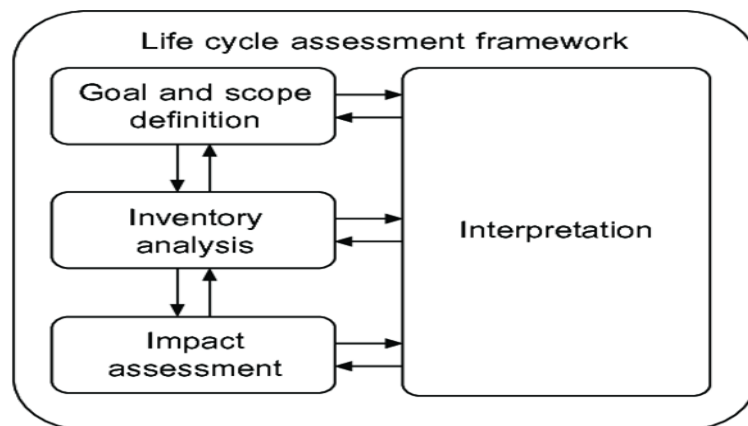 Life cycle assessment framework
Goal and scope
definition
Inventory
analysis
Impact
assessment
Interpretation